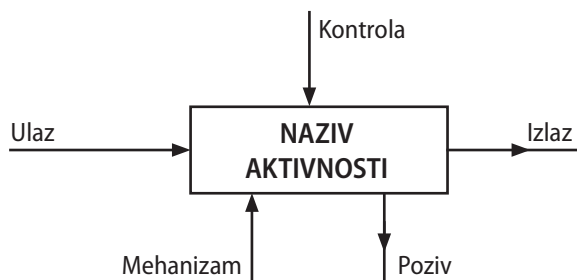 Kontrola
Ulaz
NAZIV
AKTIVNOSTI
Izlaz
Mehanizam
Poziv